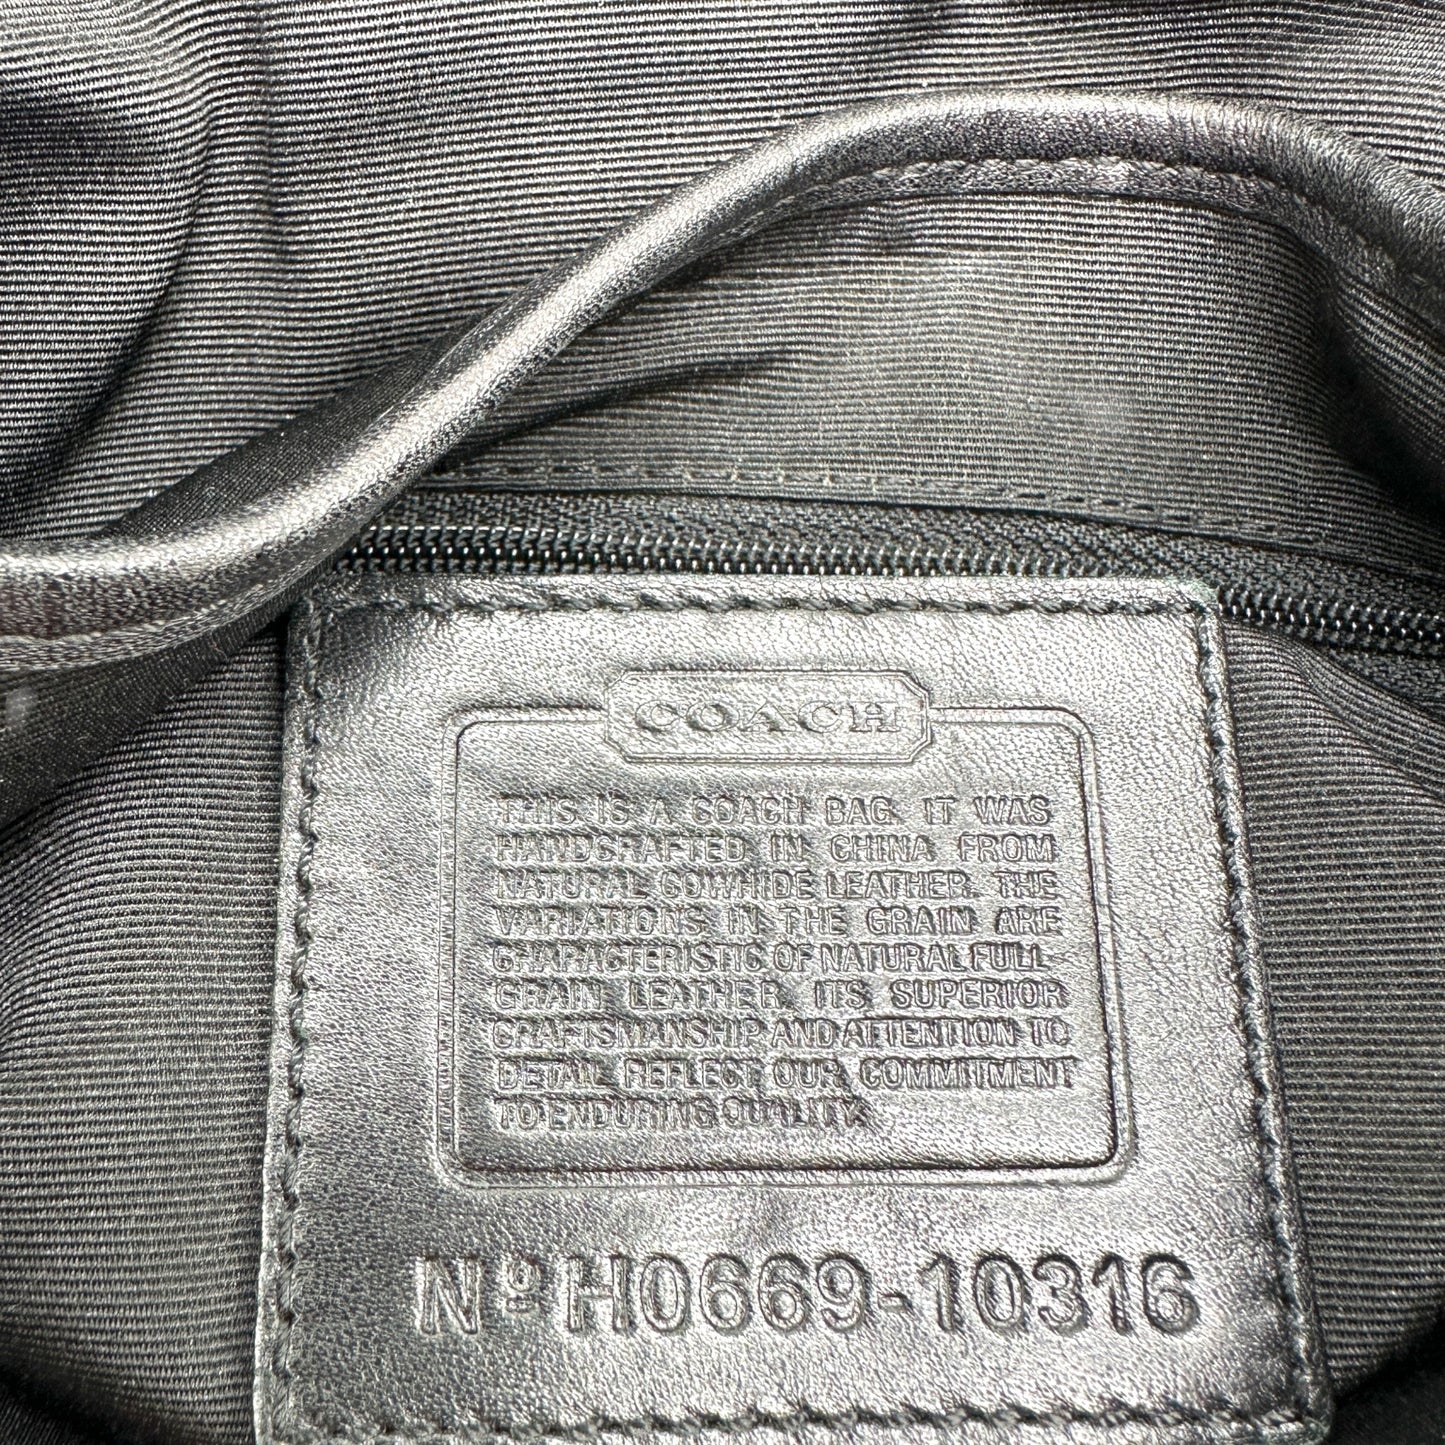 COACH
THIS IS A COACH BAG. IT WAS
HANDCRAFTED IN CHINA FROM
NATURAL COWHIDE LEATHER. THE
VARIATIONS IN THE GRAIN ARE
CHARACTERISTIC OF NATURAL FULL-
GRAIN LEATHER. ITS SUPERIOR
CRAFTSMANSHIP AND ATTENTION TO
DETAIL REFLECT OUR COMMITMENT
TO ENDURING QUALITY.
Nº H0669-10316